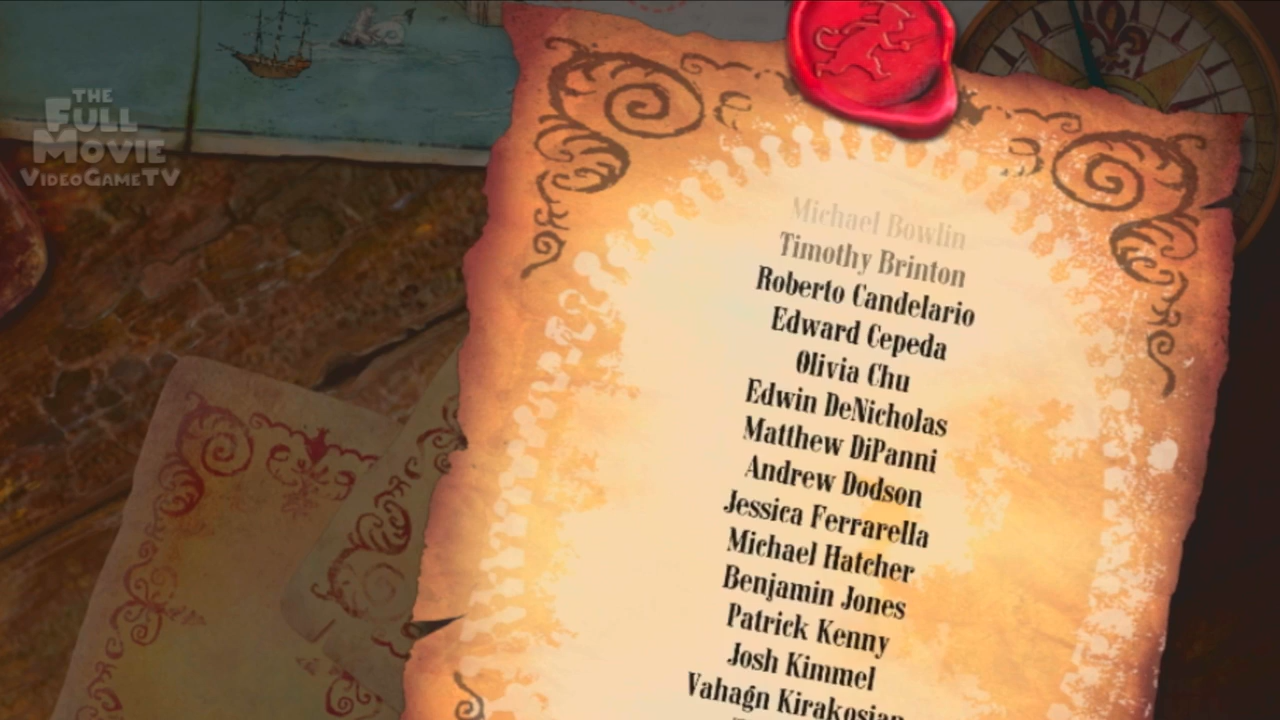 THE
FULL
MOVIE
VIDEOGAMETV
Michael Bowlin
Timothy Brinton
Roberto Candelario
Edward Cepeda
Olivia Chu
Edwin DeNicholas
Matthew DiPanni
Andrew Dodson
Jessica Ferrarella
Michael Hatcher
Benjamin Jones
Patrick Kenny
Josh Kimmel
Vahagn Kirakosian